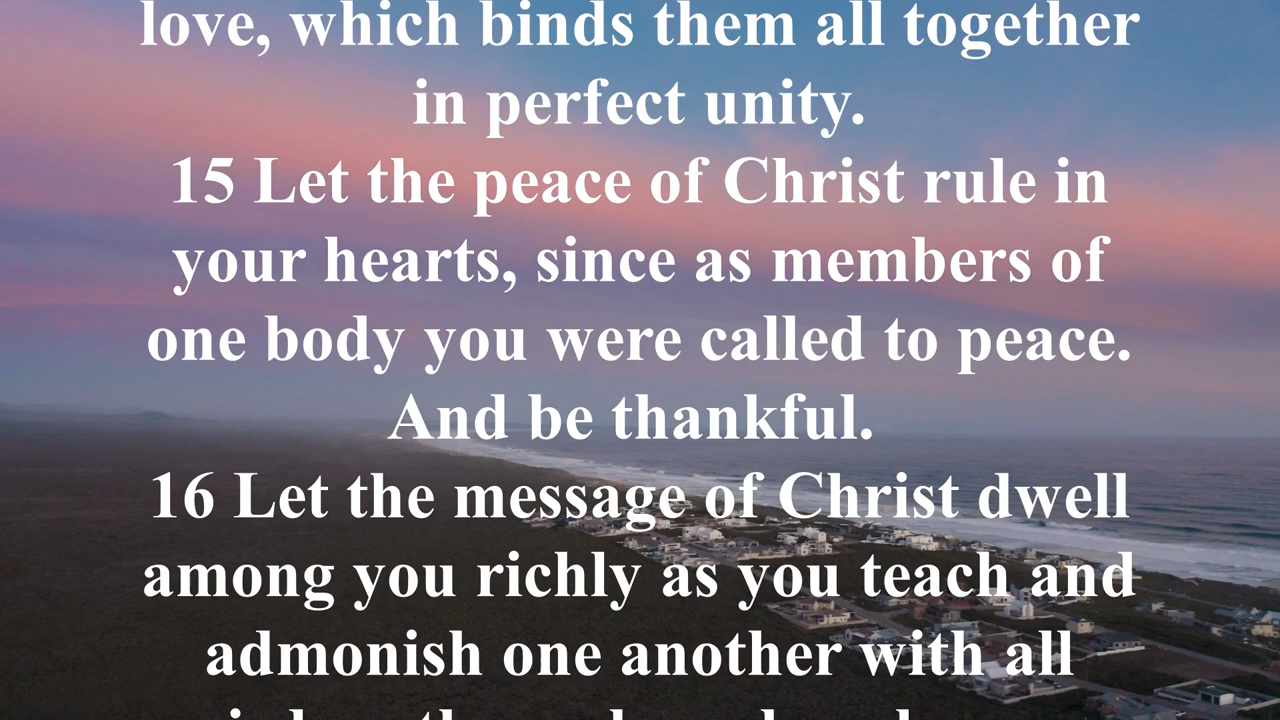 love, which binds them all together
in perfect unity.
15 Let the peace of Christ rule in
your hearts, since as members of
one body you were called to peace.
And be thankful.
16 Let the message of Christ dwell
among you richly as you teach and
admonish one another with all